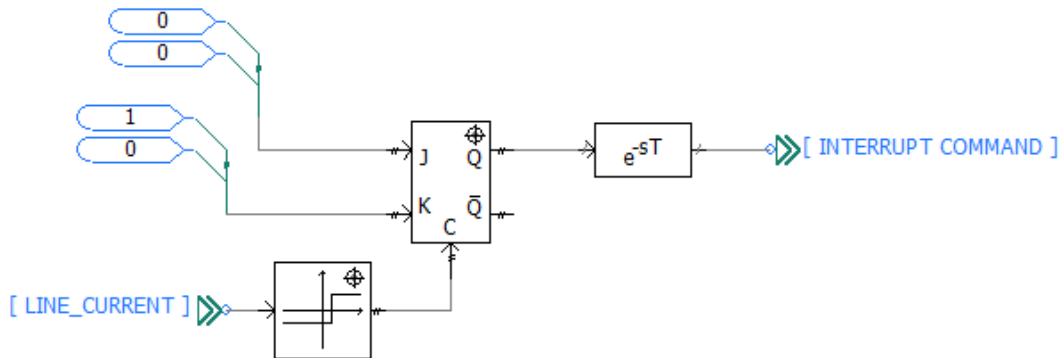 0
0
1
0
J Q
K Q̅
C
e-sT
[ INTERRUPT COMMAND ]
[ LINE_CURRENT ]